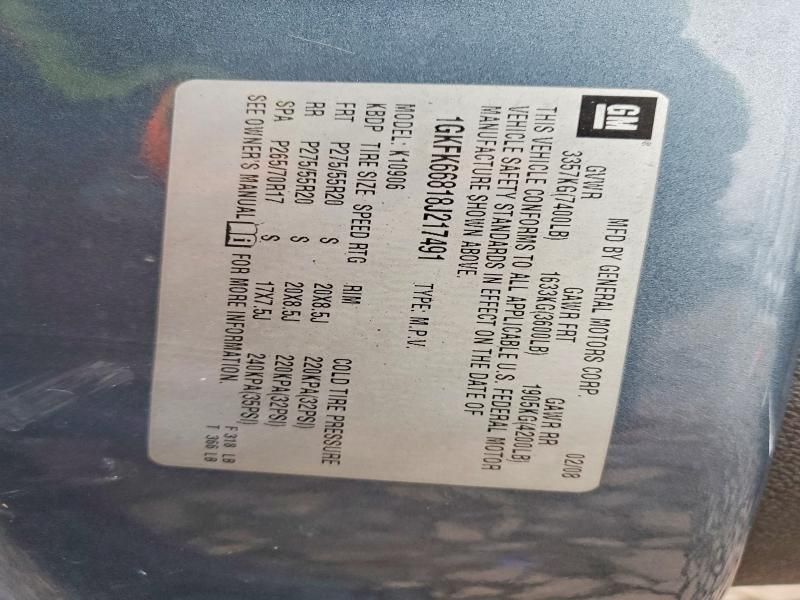 GM
®
MFD BY GENERAL MOTORS CORP. 02/08
GVWR GAWR FRT GAWR RR
3357KG(7400LB) 1633KG(3600LB) 1905KG(4200LB)
THIS VEHICLE CONFORMS TO ALL APPLICABLE U.S. FEDERAL MOTOR
VEHICLE SAFETY STANDARDS IN EFFECT ON THE DATE OF
MANUFACTURE SHOWN ABOVE.
1GKFK66818J217491 TYPE: M.P.V.
MODEL: K10906
KBDP TIRE SIZE SPEED RTG RIM COLD TIRE PRESSURE
FRT P275/55R20 S 20X8.5J 220KPA(32PSI)
RR P275/55R20 S 20X8.5J 220KPA(32PSI)
SPA P265/70R17 S 17X7.5J 240KPA(35PSI)
SEE OWNER'S MANUAL FOR MORE INFORMATION.
F 318 LB
T 366 LB